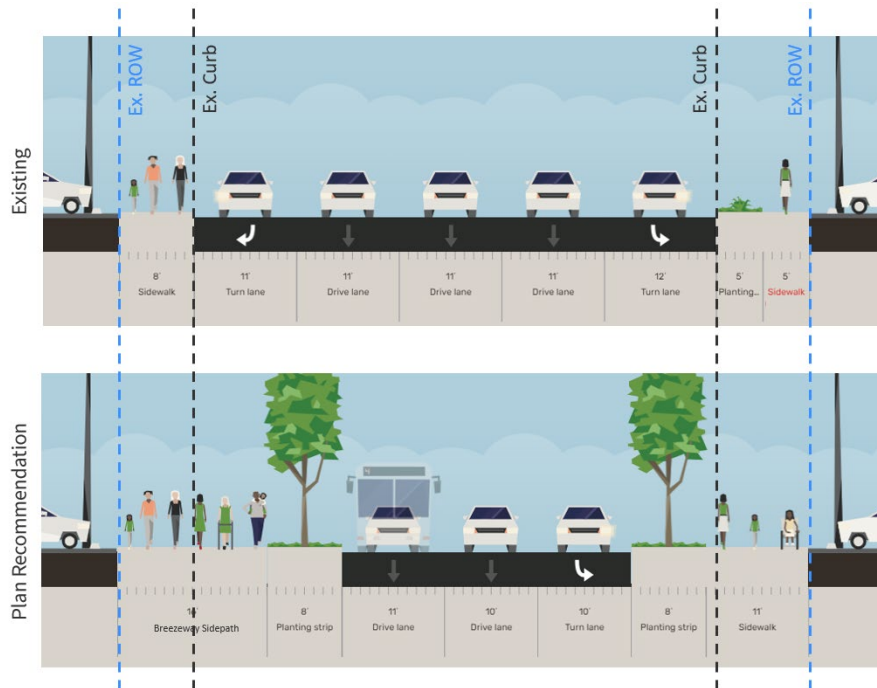 Ex. ROW
Ex. Curb
Ex. Curb
Ex. ROW
Existing
8´
Sidewalk
11´
Turn lane
11´
Drive lane
11´
Drive lane
11´
Drive lane
12´
Turn lane
5´
Planting...
5´
Sidewalk
Plan Recommendation
4
16´
Breezeway Sidepath
8´
Planting strip
11´
Drive lane
10´
Drive lane
10´
Turn lane
8´
Planting strip
11´
Sidewalk